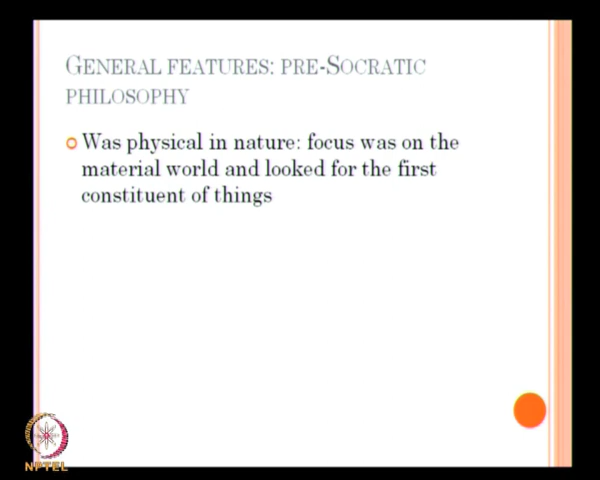 GENERAL FEATURES: PRE-SOCRATIC
PHILOSOPHY
Was physical in nature: focus was on the
material world and looked for the first
constituent of things
NPTEL